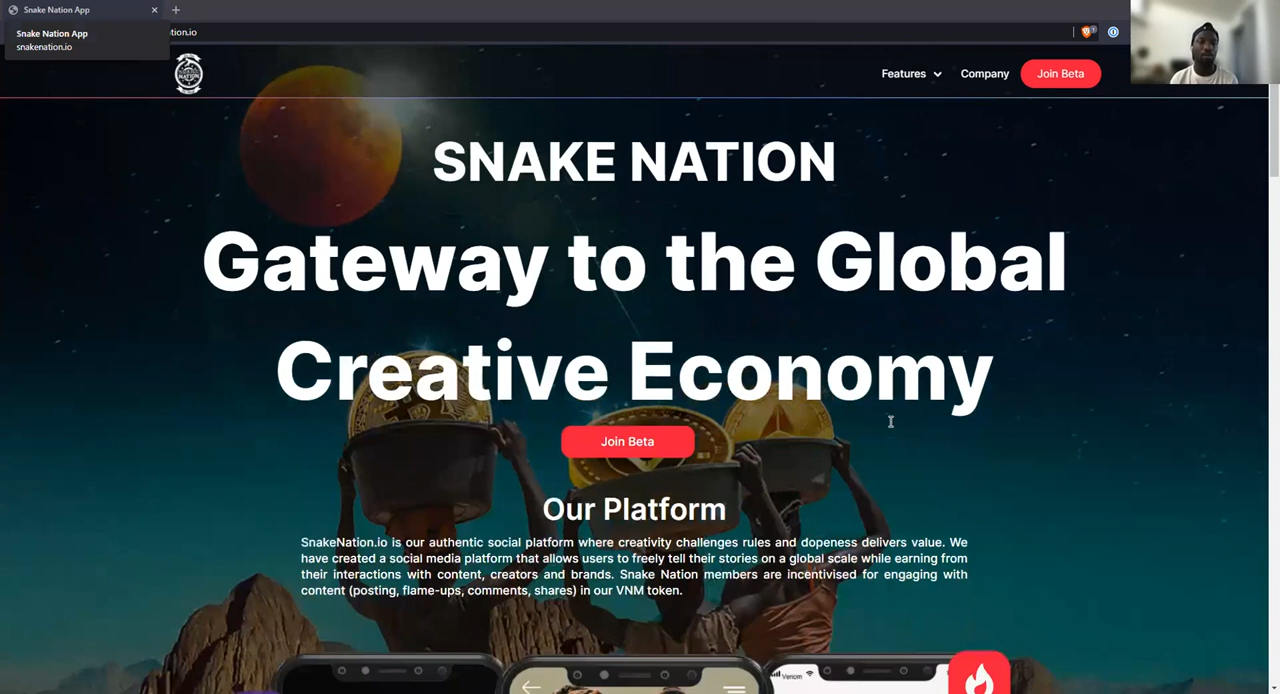 Snake Nation App
Snake Nation App
snakenation.io
tion.io
NATION
Features
Company
Join Beta
SNAKE NATION
Gateway to the Global
Creative Economy
Join Beta
Our Platform
SnakeNation.io is our authentic social platform where creativity challenges rules and dopeness delivers value. We
have created a social media platform that allows users to freely tell their stories on a global scale while earning from
their interactions with content, creators and brands. Snake Nation members are incentivised for engaging with
content (posting, flame-ups, comments, shares) in our VNM token.
Venom